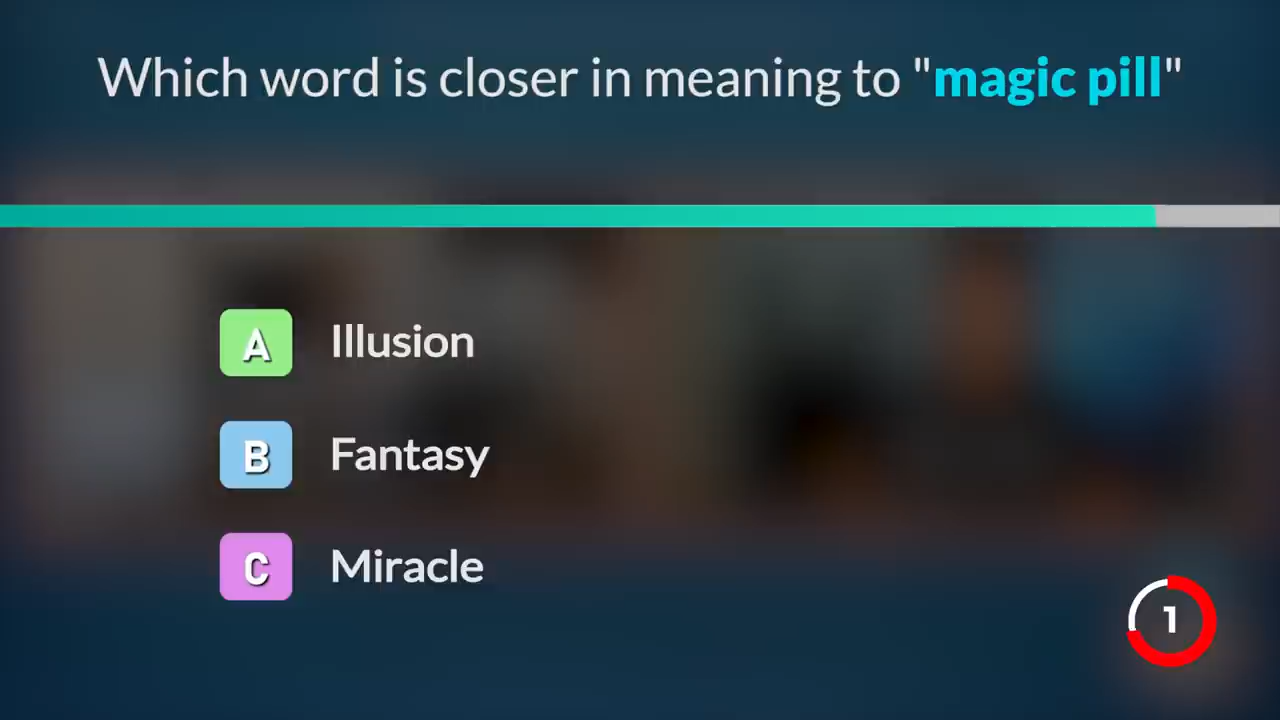 Which word is closer in meaning to "magic pill"
A Illusion
B Fantasy
C Miracle
1